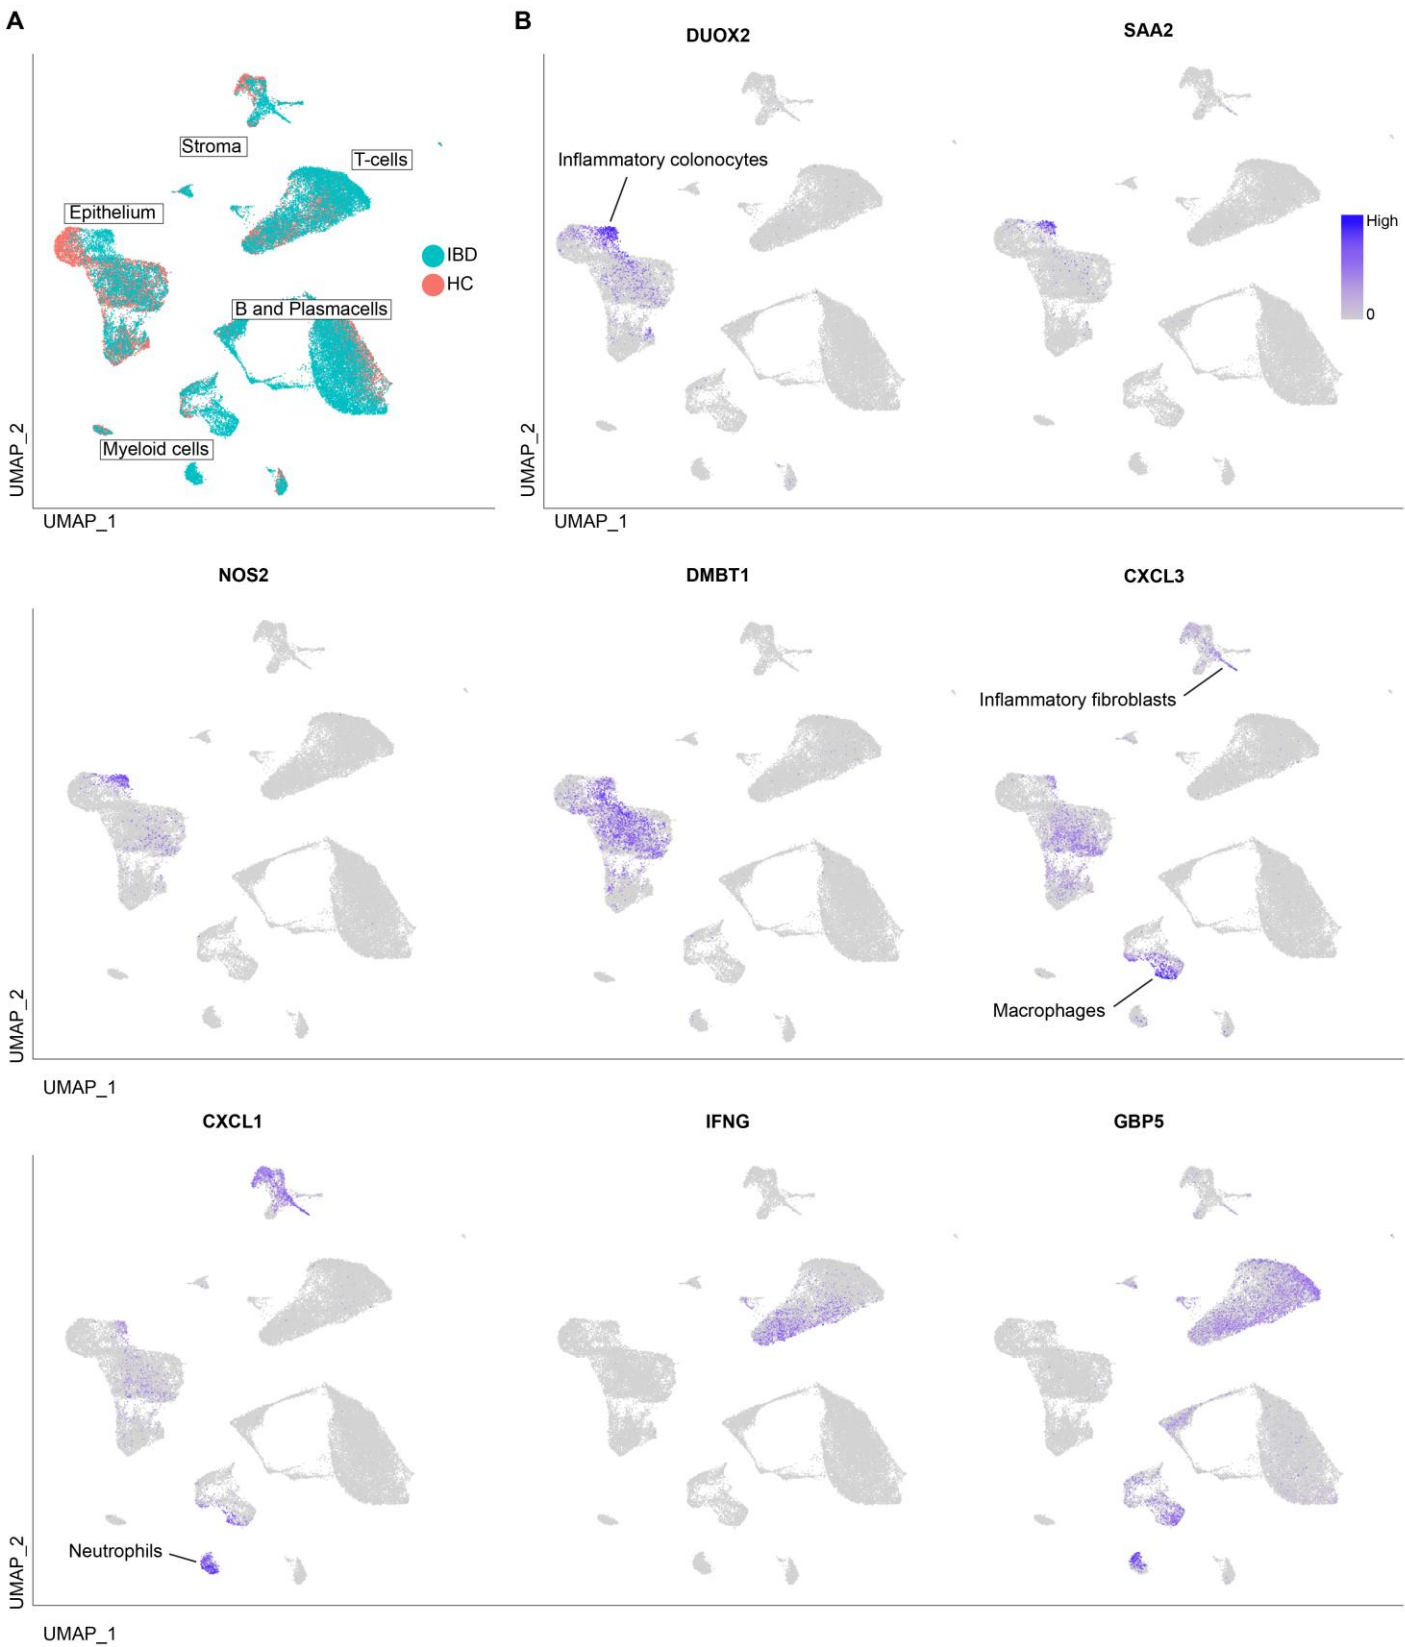 A
B
DUOX2
SAA2
Stroma
T-cells
Inflammatory colonocytes
Epithelium
High
IBD
HC
B and Plasmacells
0
Myeloid cells
UMAP_2
UMAP_2
UMAP_1
UMAP_1
NOS2
DMBT1
CXCL3
Inflammatory fibroblasts
Macrophages
UMAP_2
UMAP_1
CXCL1
IFNG
GBP5
Neutrophils
UMAP_2
UMAP_1